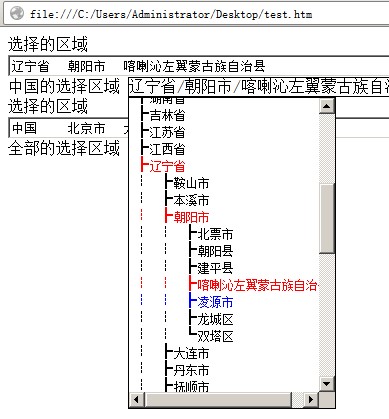 file:///C:/Users/Administrator/Desktop/test.htm
选择的区域
辽宁省 朝阳市 喀喇沁左翼蒙古族自治县
中国的选择区域 辽宁省/朝阳市/喀喇沁左翼蒙古族自治
选择的区域
中国 北京市
全部的选择区域
湖南省
吉林省
江苏省
江西省
辽宁省
鞍山市
本溪市
朝阳市
北票市
朝阳县
建平县
喀喇沁左翼蒙古族自治
凌源市
龙城区
双塔区
大连市
丹东市
抚顺市